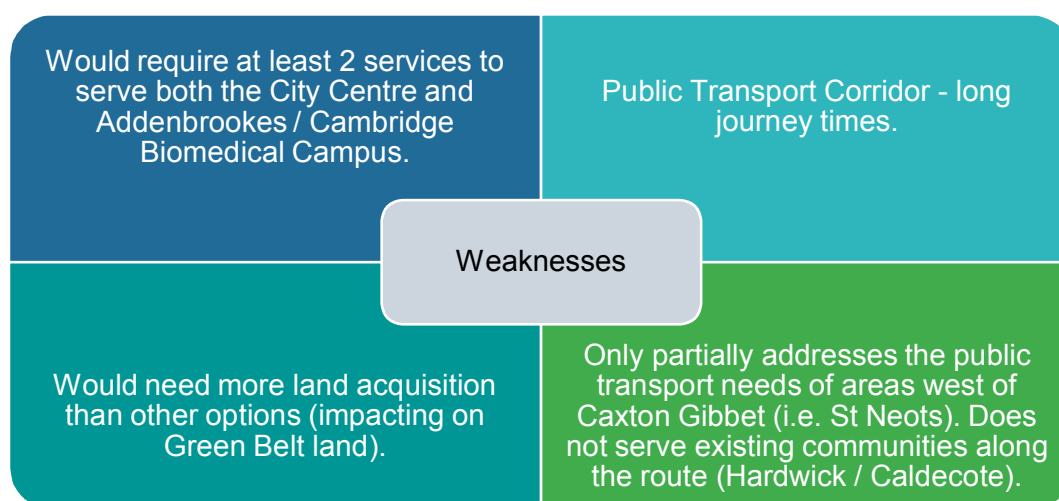 Would require at least 2 services to
serve both the City Centre and
Addenbrookes / Cambridge
Biomedical Campus.
Public Transport Corridor - long
journey times.
Weaknesses
Would need more land acquisition
than other options (impacting on
Green Belt land).
Only partially addresses the public
transport needs of areas west of
Caxton Gibbet (i.e. St Neots). Does
not serve existing communities along
the route (Hardwick / Caldecote).